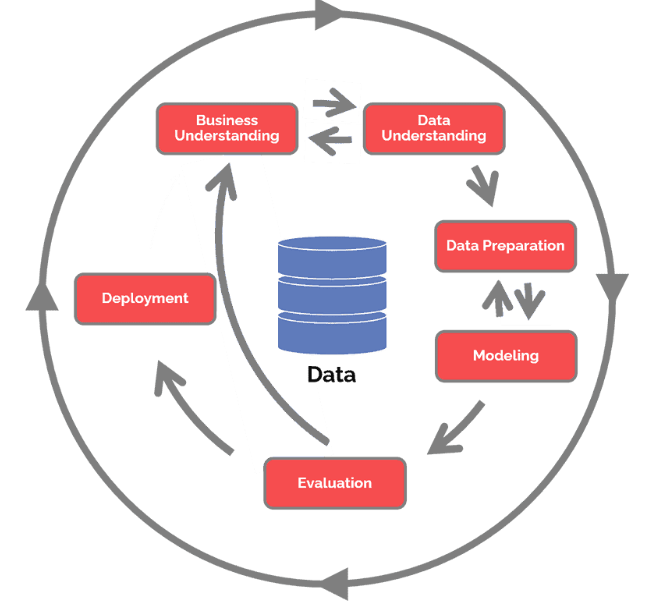 Business
Understanding
Data
Understanding
Data Preparation
Deployment
Modeling
Data
Evaluation